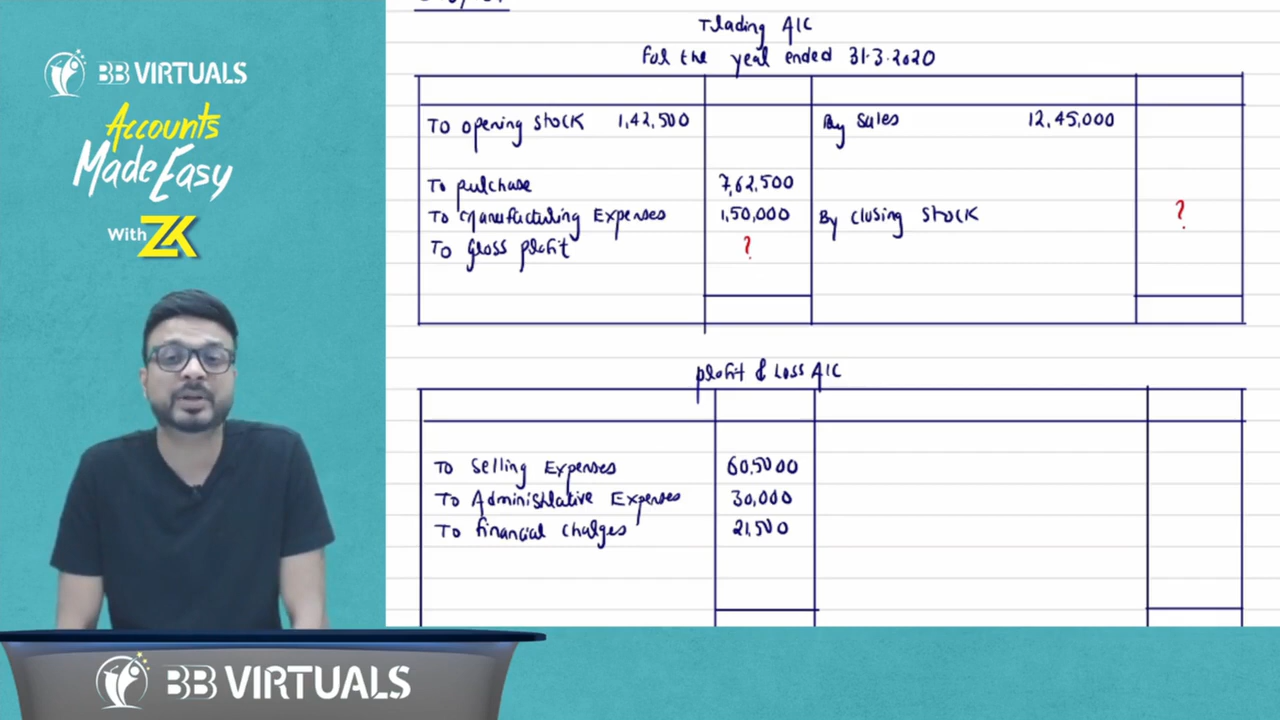 BB VIRTUALS
Accounts
Made Easy
With ZK
Trading A/C
For the year ended 31.3.2020
To opening stock 1,42,500
By Sales 12,45,000
To purchase 7,62,500
To Manufacturing Expenses 1,50,000
By closing stock ?
To Gross profit ?
profit & Loss A/C
To Selling Expenses 60,5000
To Administrative Expenses 30,000
To financial charges 21,500
BB VIRTUALS